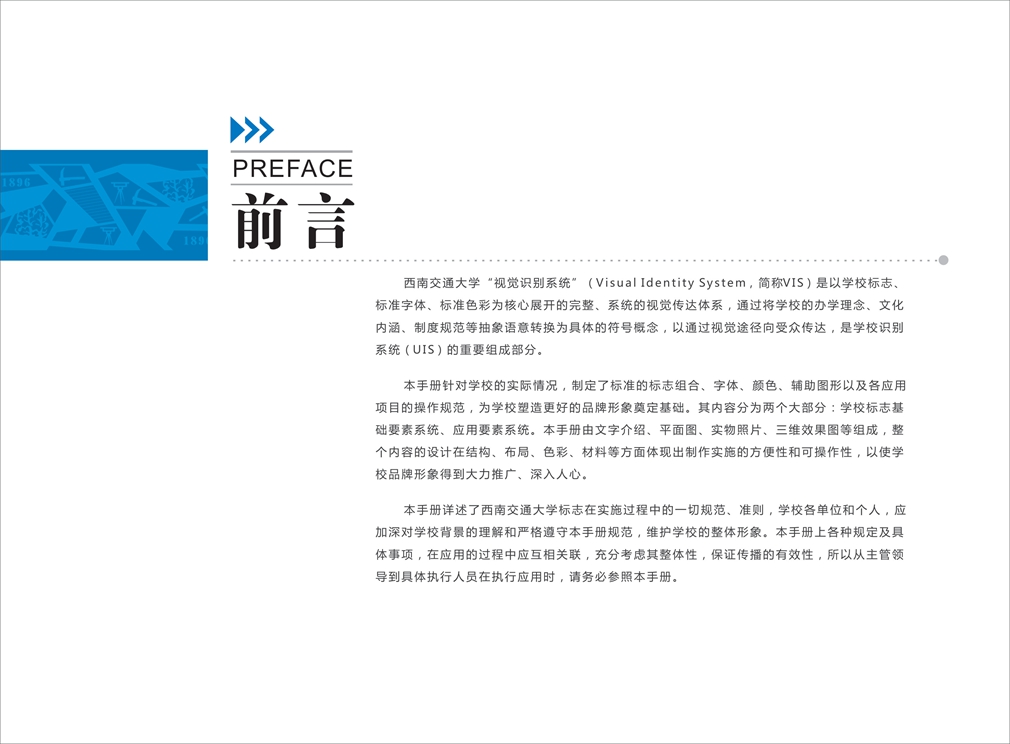 PREFACE
前言
1896
1896
西南交通大学“视觉识别系统”（Visual Identity System，简称VIS）是以学校标志、
标准字体、标准色彩为核心展开的完整、系统的视觉传达体系，通过将学校的办学理念、文化
内涵、制度规范等抽象语意转换为具体的符号概念，以通过视觉途径向受众传达，是学校识别
系统（UIS）的重要组成部分。
本手册针对学校的实际情况，制定了标准的标志组合、字体、颜色、辅助图形以及各应用
项目的操作规范，为学校塑造更好的品牌形象奠定基础。其内容分为两个大部分：学校标志基
础要素系统、应用要素系统。本手册由文字介绍、平面图、实物照片、三维效果图等组成，整
个内容的设计在结构、布局、色彩、材料等方面体现出制作实施的方便性和可操作性，以使学
校品牌形象得到大力推广、深入人心。
本手册详述了西南交通大学标志在实施过程中的一切规范、准则，学校各单位和个人，应
加深对学校背景的理解和严格遵守本手册规范，维护学校的整体形象。本手册上各种规定及具
体事项，在应用的过程中应互相关联，充分考虑其整体性，保证传播的有效性，所以从主管领
导到具体执行人员在执行应用时，请务必参照本手册。